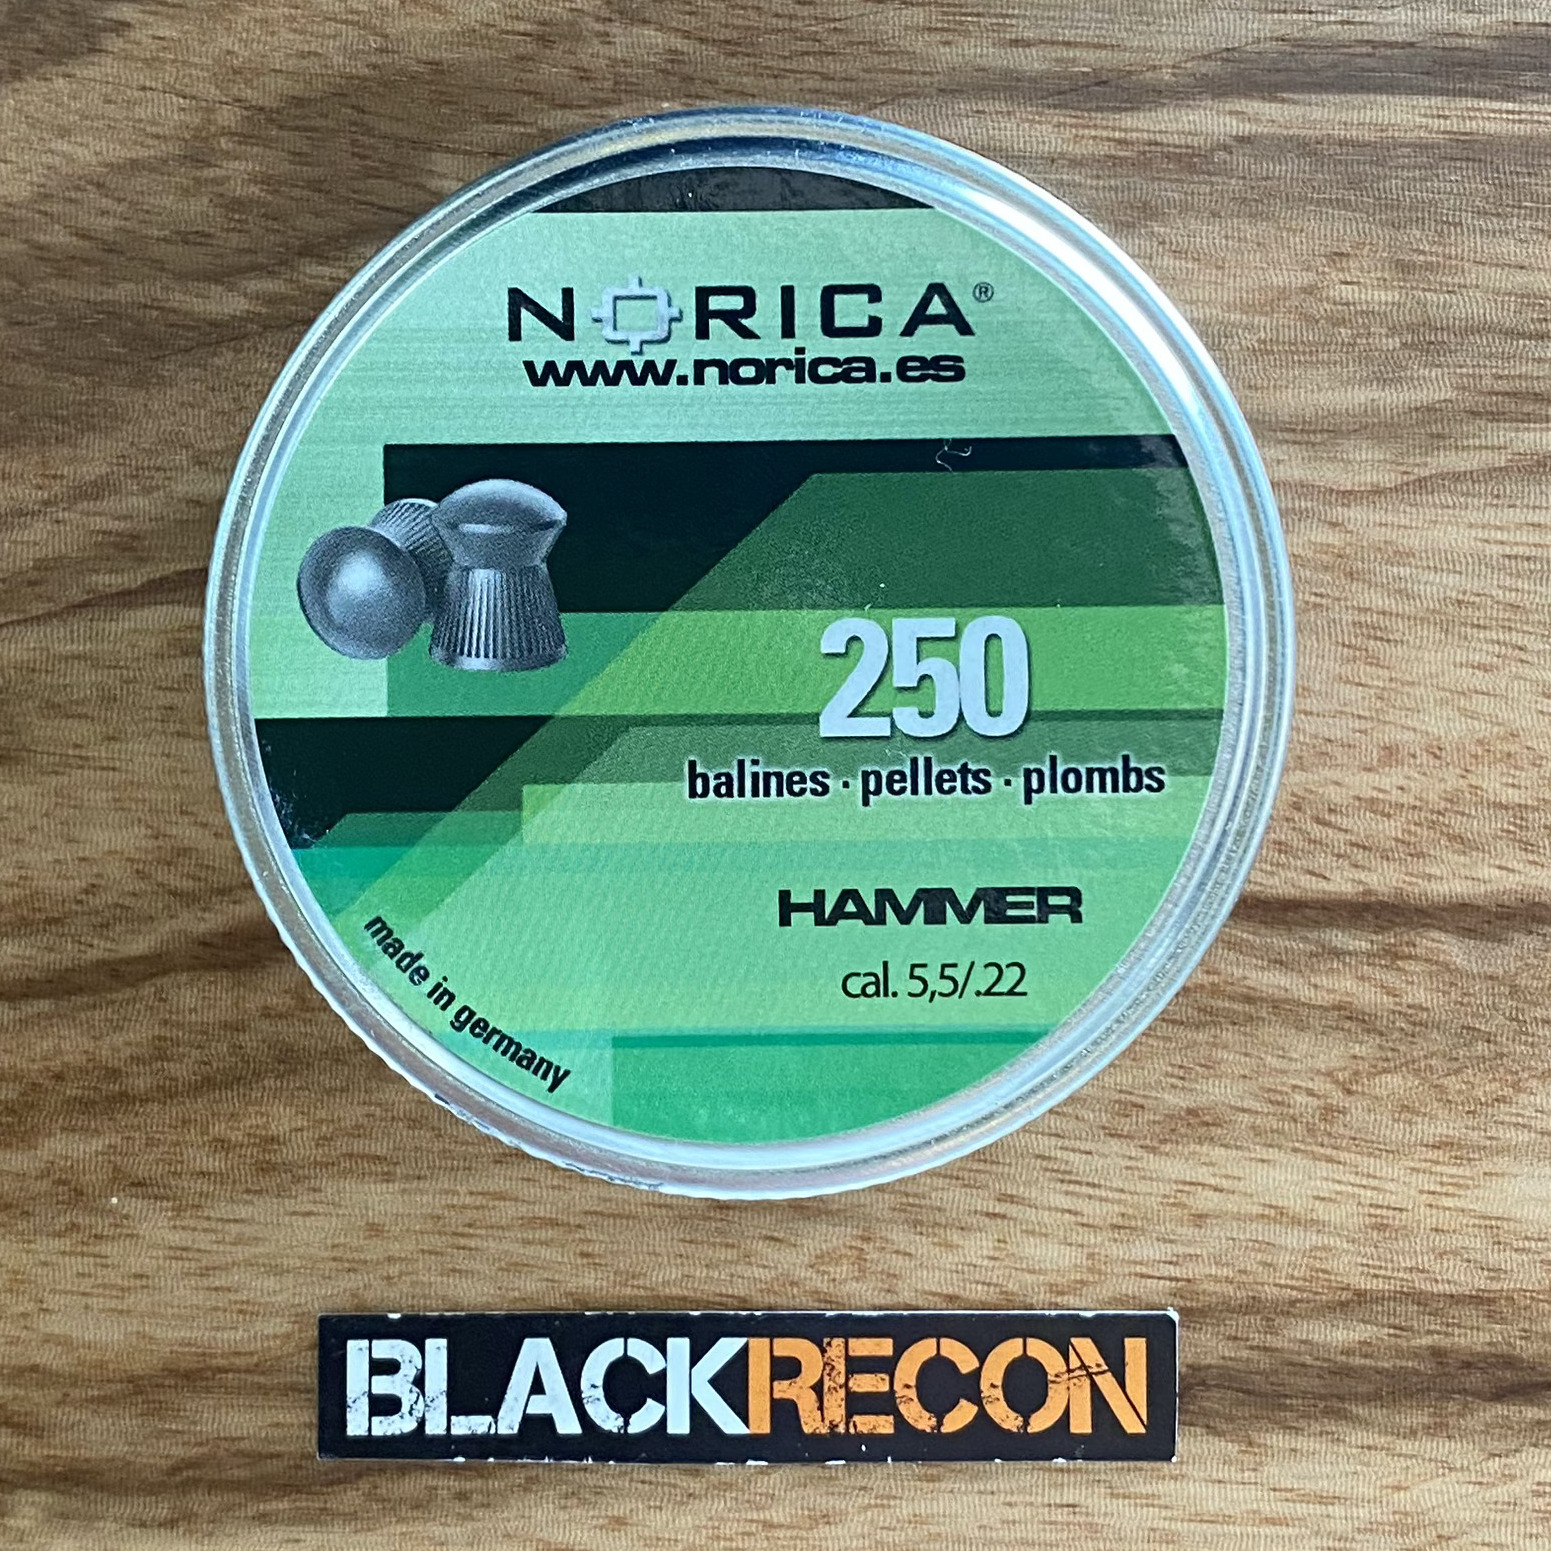 NORICA®
www.norica.es
250
balines · pellets · plombs
HAMMER
cal. 5,5/.22
made in germany
BLACKRECON